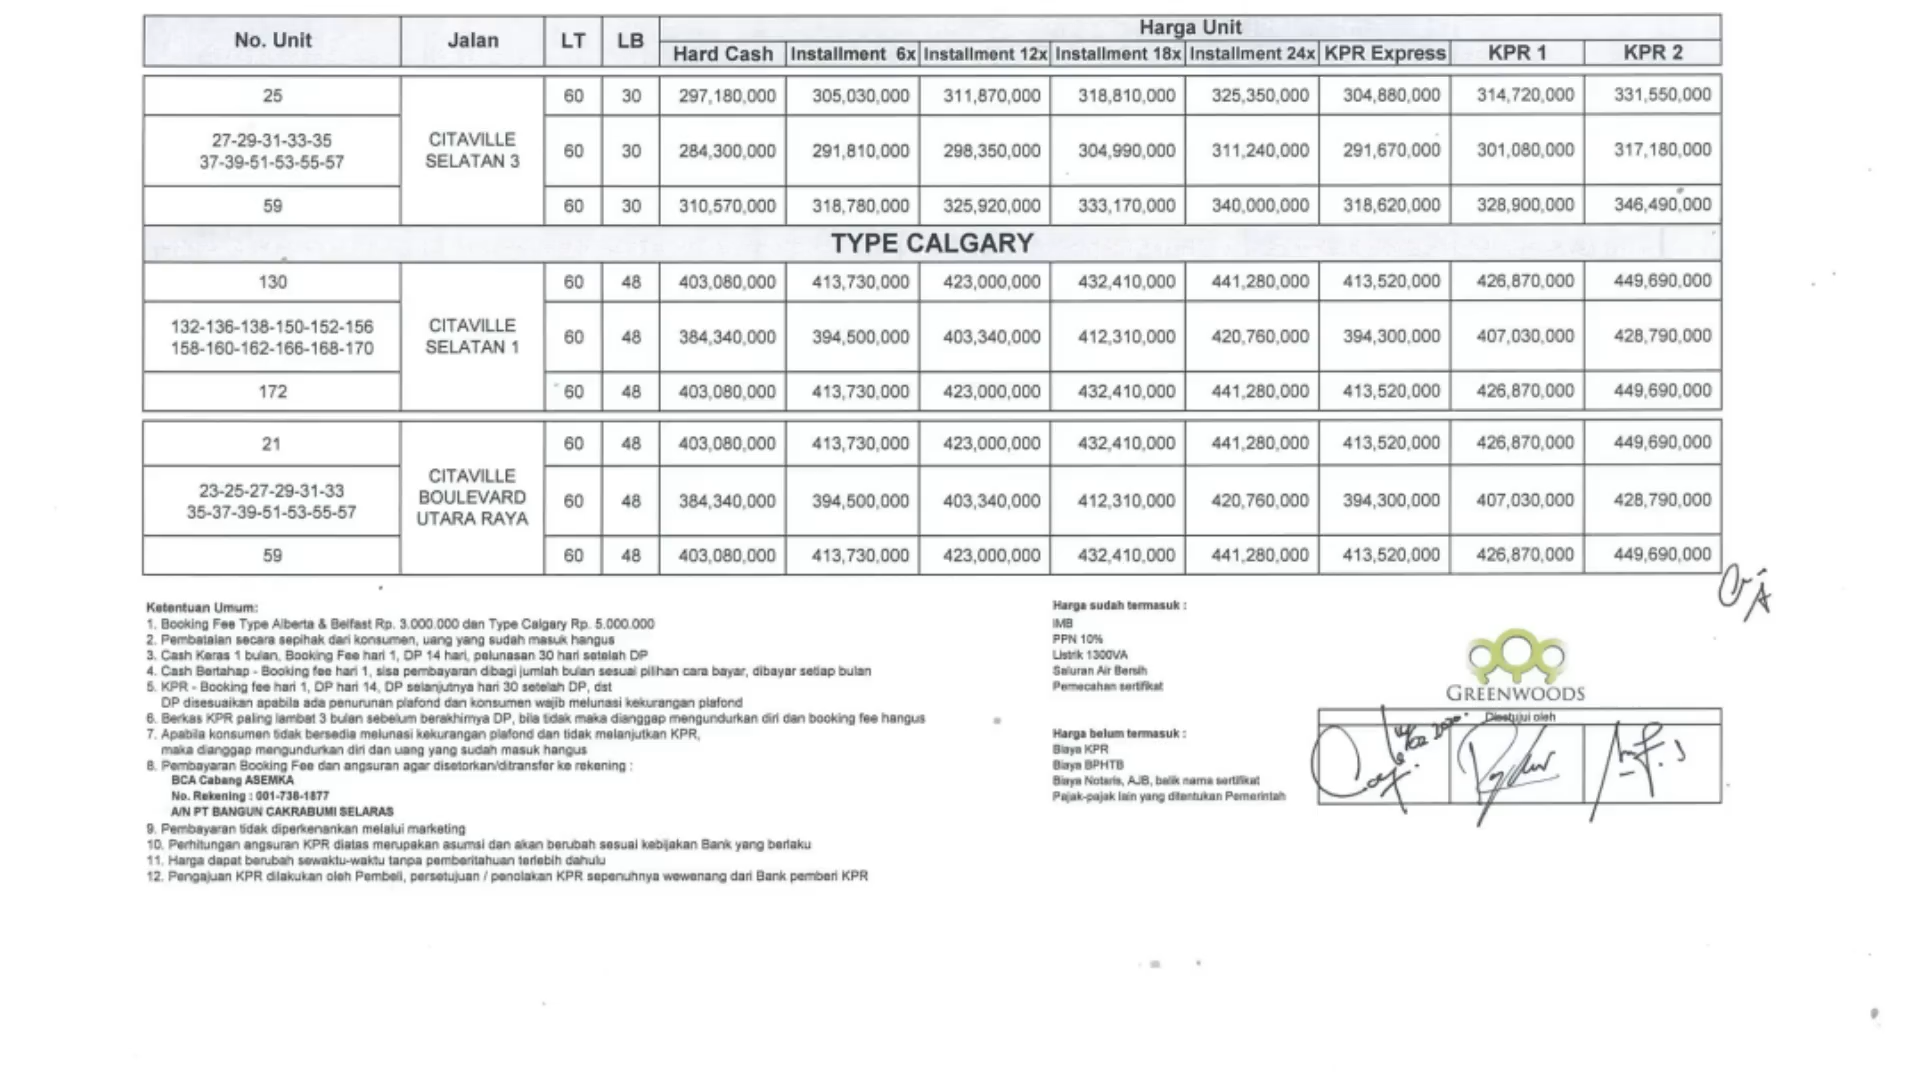 No. Unit Jalan LT LB Harga Unit
Hard Cash Installment 6x Installment 12x Installment 18x Installment 24x KPR Express KPR 1 KPR 2
25 60 30 297,180,000 305,030,000 311,870,000 318,810,000 325,350,000 304,880,000 314,720,000 331,550,000
27-29-31-33-35
37-39-51-53-55-57
CITAVILLE
SELATAN 3
60 30 284,300,000 291,810,000 298,350,000 304,990,000 311,240,000 291,670,000 301,080,000 317,180,000
59 60 30 310,570,000 318,780,000 325,920,000 333,170,000 340,000,000 318,620,000 328,900,000 346,490,000
TYPE CALGARY
130 60 48 403,080,000 413,730,000 423,000,000 432,410,000 441,280,000 413,520,000 426,870,000 449,690,000
132-136-138-150-152-156
158-160-162-166-168-170
CITAVILLE
SELATAN 1
60 48 384,340,000 394,500,000 403,340,000 412,310,000 420,760,000 394,300,000 407,030,000 428,790,000
172 60 48 403,080,000 413,730,000 423,000,000 432,410,000 441,280,000 413,520,000 426,870,000 449,690,000
21 60 48 403,080,000 413,730,000 423,000,000 432,410,000 441,280,000 413,520,000 426,870,000 449,690,000
23-25-27-29-31-33
35-37-39-51-53-55-57
CITAVILLE
BOULEVARD
UTARA RAYA
60 48 384,340,000 394,500,000 403,340,000 412,310,000 420,760,000 394,300,000 407,030,000 428,790,000
59 60 48 403,080,000 413,730,000 423,000,000 432,410,000 441,280,000 413,520,000 426,870,000 449,690,000
Ketentuan Umum:
1. Booking Fee Type Alberta & Belfast Rp. 3.000.000 dan Type Calgary Rp. 5.000.000
2. Pembatalan secara sepihak dari konsumen, uang yang sudah masuk hangus
3. Cash Keras 1 bulan, Booking Fee hari 1, DP 14 hari, pelunasan 30 hari setelah DP
4. Cash Bertahap - Booking fee hari 1, sisa pembayaran dibagi jumlah bulan sesuai pilihan cara bayar, dibayar setiap bulan
5. KPR - Booking fee hari 1, DP hari 14, DP selanjutnya hari 30 setelah DP, dst
DP disesuaikan apabila ada penurunan plafond dan konsumen wajib melunasi kekurangan plafond
6. Berkas KPR paling lambat 3 bulan sebelum berakhirnya DP, bila tidak maka dianggap mengundurkan diri dan booking fee hangus
7. Apabila konsumen tidak bersedia melunasi kekurangan plafond dan tidak melanjutkan KPR,
maka dianggap mengundurkan diri dan uang yang sudah masuk hangus
8. Pembayaran Booking Fee dan angsuran agar disetorkan/ditransfer ke rekening :
BCA Cabang ASEMKA
No. Rekening : 001-738-1877
A/N PT BANGUN CAKRABUMI SELARAS
9. Pembayaran tidak diperkenankan melalui marketing
10. Perhitungan angsuran KPR diatas merupakan asumsi dan akan berubah sesuai kebijakan Bank yang berlaku
11. Harga dapat berubah sewaktu-waktu tanpa pemberitahuan terlebih dahulu
12. Pengajuan KPR dilakukan oleh Pembeli, persetujuan / penolakan KPR sepenuhnya wewenang dari Bank pemberi KPR
Harga sudah termasuk :
IMB
PPN 10%
Listrik 1300VA
Saluran Air Bersih
Pemecahan sertifikat
Harga belum termasuk :
Biaya KPR
Biaya BPHTB
Biaya Notaris, AJB, balik nama sertifikat
Pajak-pajak lain yang ditentukan Pemerintah
GREENWOODS
Disetujui oleh